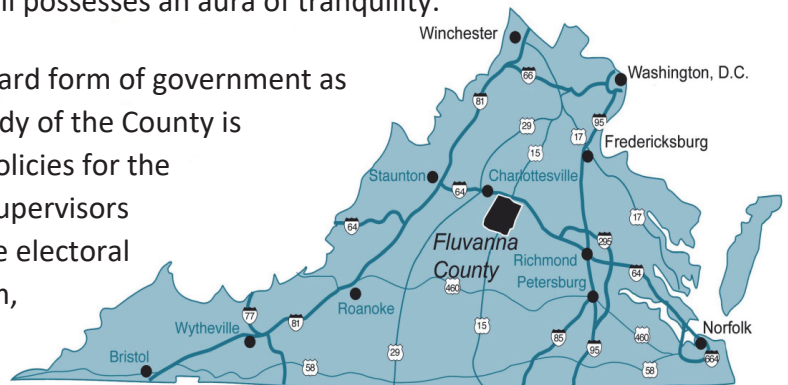 ll possesses an aura of tranquility.
ard form of government as
dy of the County is
olicies for the
upervisors
e electoral
n,
Winchester
Washington, D.C.
66
81
29
17
95
15
Fredericksburg
Staunton
64
Charlottesville
17
64
Fluvanna
County
295
Richmond
64
Petersburg
460
77
81
Roanoke
Wytheville
15
85
95
460
Norfolk
664
Bristol
58
29
58